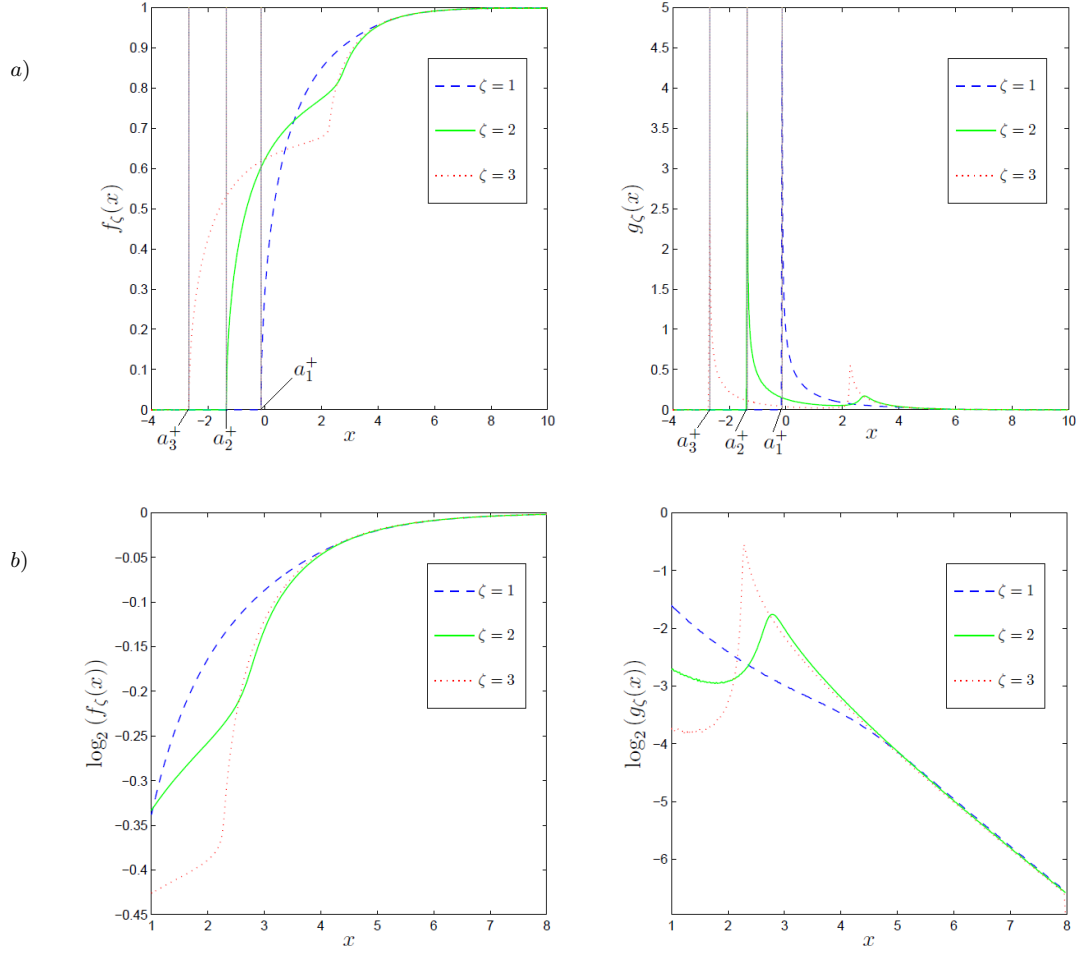 a)
1
0.9
0.8
0.7
0.6
0.5
0.4
0.3
0.2
0.1
0
f_ζ(x)
ζ = 1
ζ = 2
ζ = 3
a_1^+
−4 −2 0 2 4 6 8 10
a_3^+ a_2^+ x
5
4.5
4
3.5
3
2.5
2
1.5
1
0.5
0
g_ζ(x)
ζ = 1
ζ = 2
ζ = 3
−4 −2 0 2 4 6 8 10
a_3^+ a_2^+ a_1^+ x
b)
0
−0.05
−0.1
−0.15
−0.2
−0.25
−0.3
−0.35
−0.4
−0.45
log_2 (f_ζ(x))
ζ = 1
ζ = 2
ζ = 3
1 2 3 4 5 6 7 8
x
0
−1
−2
−3
−4
−5
−6
log_2 (g_ζ(x))
ζ = 1
ζ = 2
ζ = 3
1 2 3 4 5 6 7 8
x